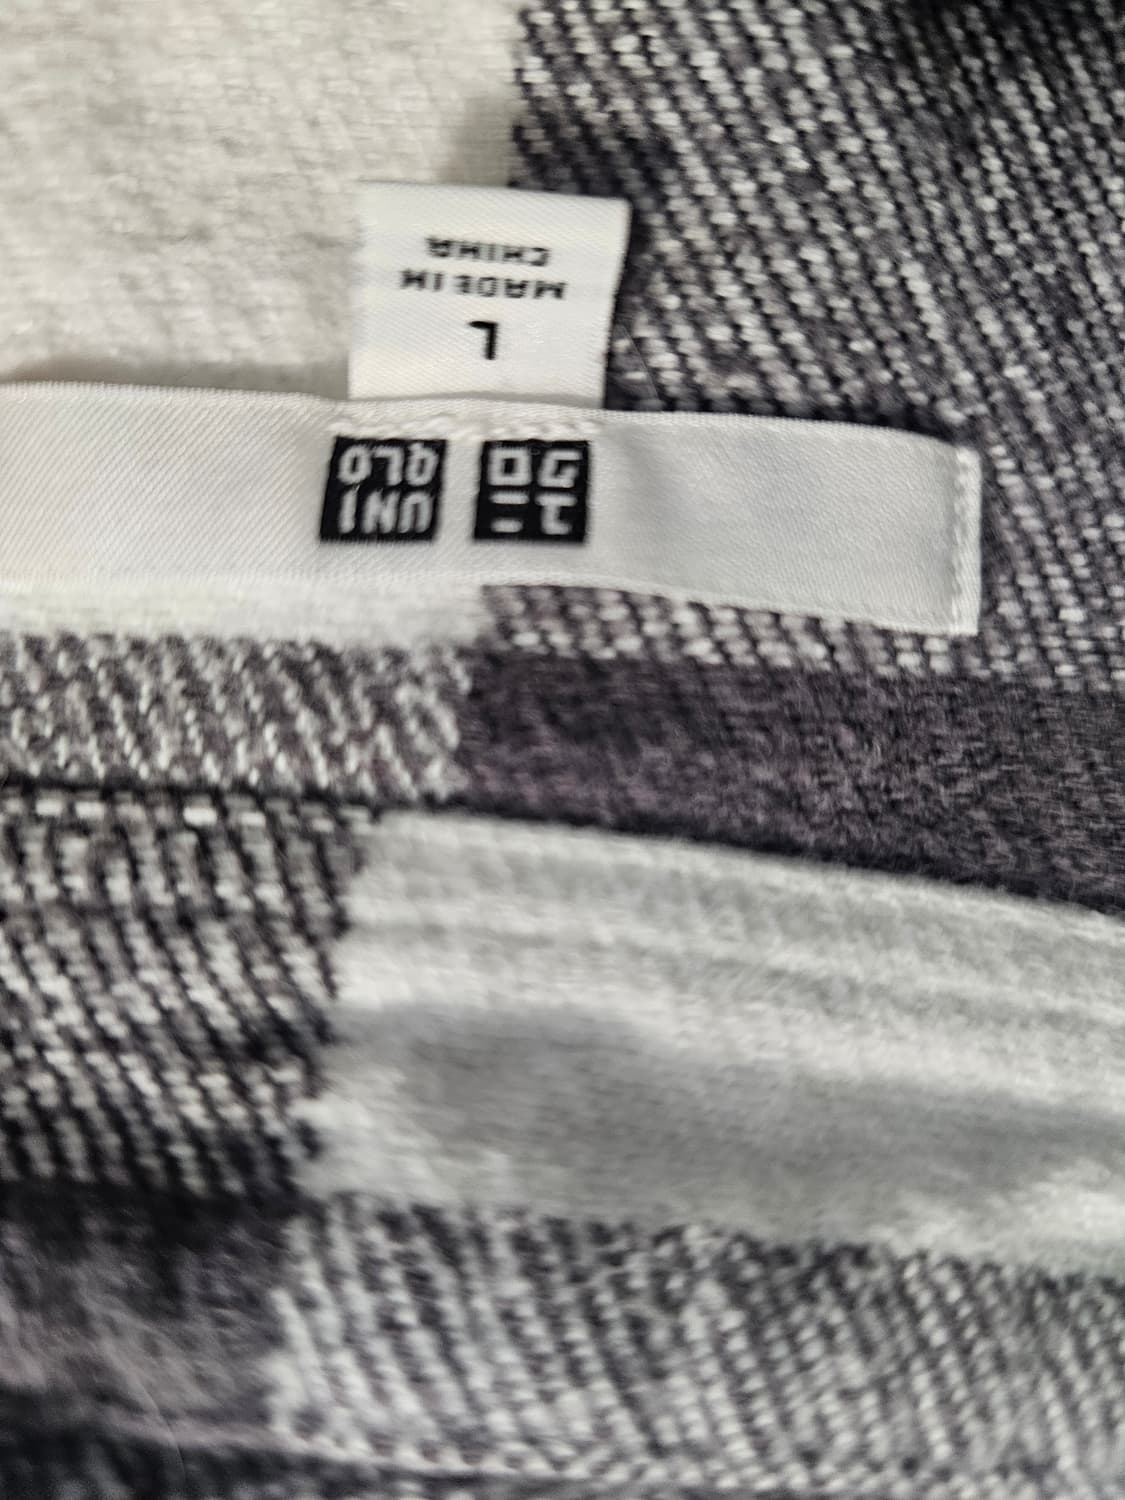 ユニ
クロ
UNI
QLO
L
MADE IN
CHINA